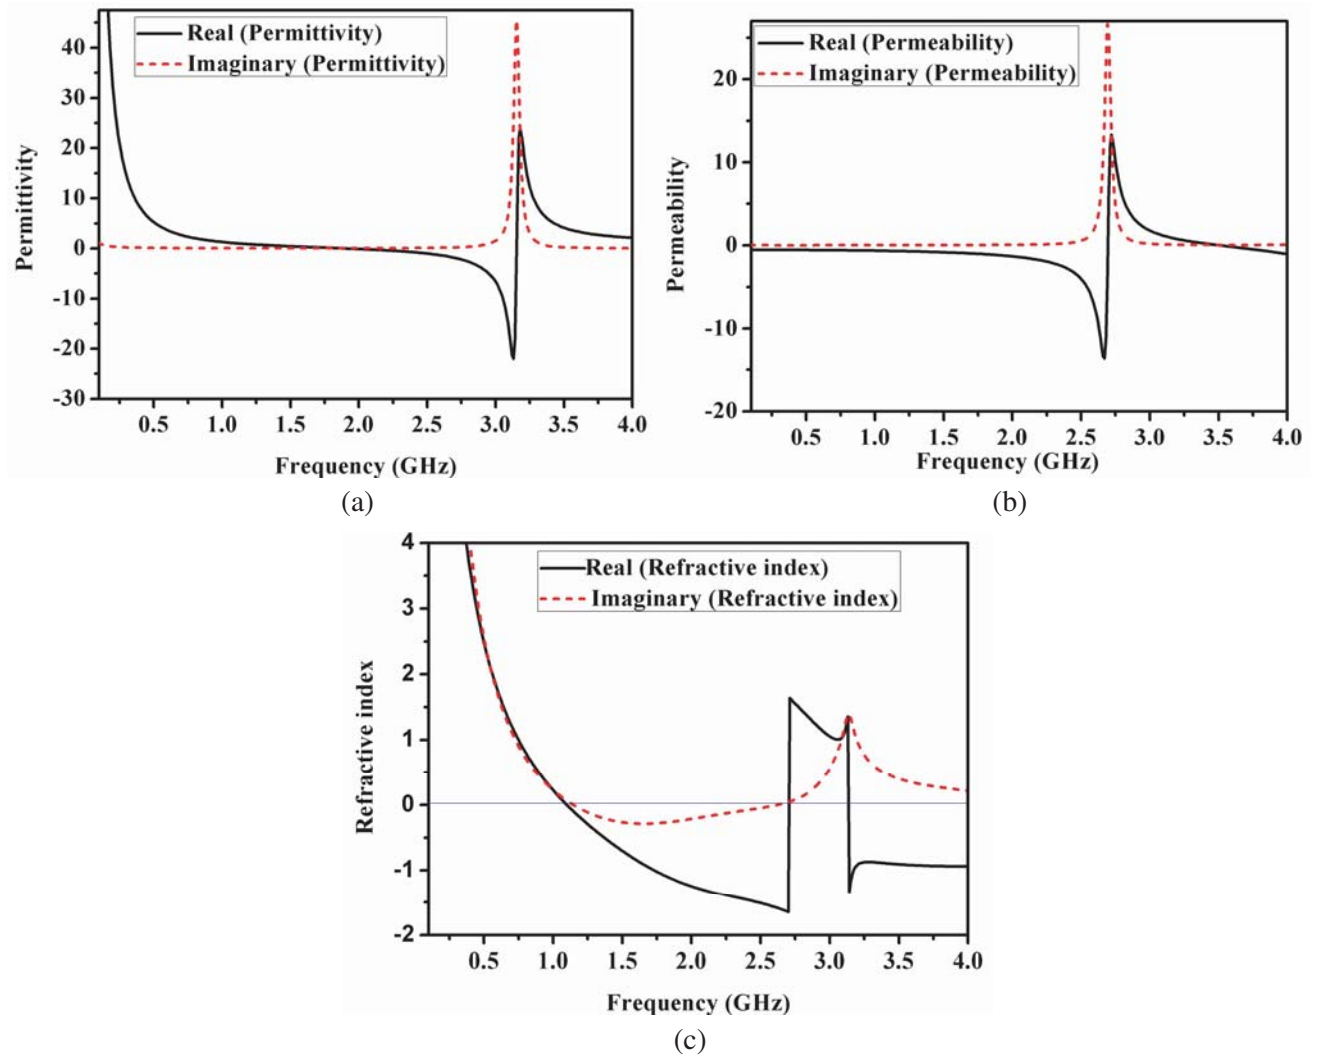 Real (Permittivity)
Imaginary (Permittivity)
40
30
20
10
0
-10
-20
-30
0.5 1.0 1.5 2.0 2.5 3.0 3.5 4.0
Permittivity
Frequency (GHz)
(a)
Real (Permeability)
Imaginary (Permeability)
20
10
0
-10
-20
0.5 1.0 1.5 2.0 2.5 3.0 3.5 4.0
Permeability
Frequency (GHz)
(b)
Real (Refractive index)
Imaginary (Refractive index)
4
3
2
1
0
-1
-2
0.5 1.0 1.5 2.0 2.5 3.0 3.5 4.0
Refractive index
Frequency (GHz)
(c)